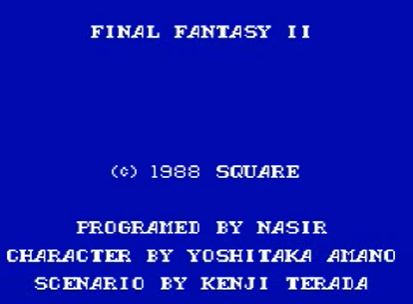 FINAL FANTASY II
(c) 1988 SQUARE
PROGRAMED BY NASIR
CHARACTER BY YOSHITAKA AMANO
SCENARIO BY KENJI TERADA